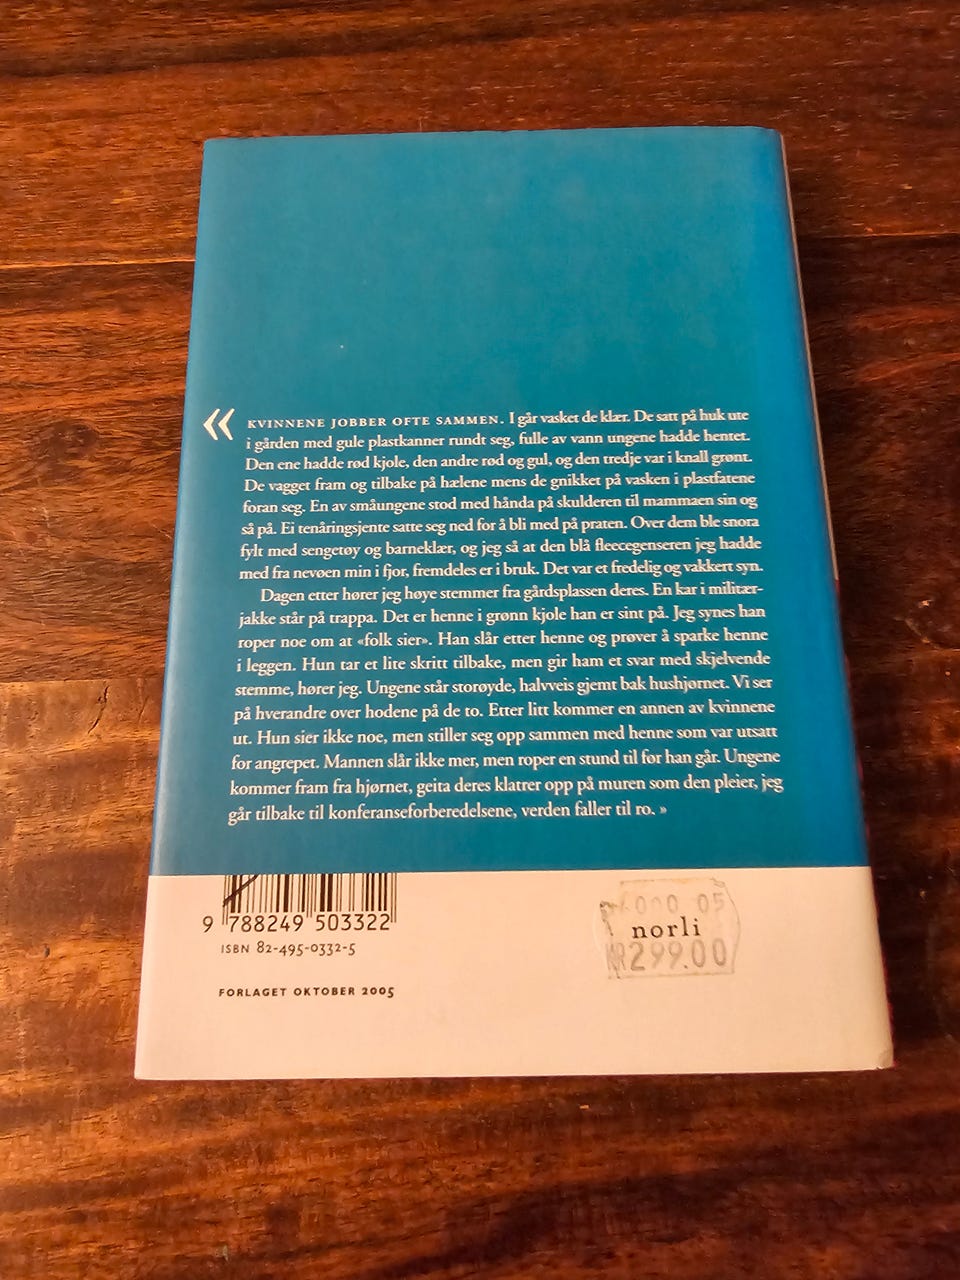 « KVINNENE JOBBER OFTE SAMMEN. I går vasket de klær. De satt på huk ute
i gården med gule plastkanner rundt seg, fulle av vann ungene hadde hentet.
Den ene hadde rød kjole, den andre rød og gul, og den tredje var i knall grønt.
De vagget fram og tilbake på hælene mens de gnikket på vasken i plastfatene
foran seg. En av småungene stod med hånda på skulderen til mammaen sin og
så på. Ei tenåringsjente satte seg ned for å bli med på praten. Over dem ble snora
fylt med sengetøy og barneklær, og jeg så at den blå fleecegenseren jeg hadde
med fra nevøen min i fjor, fremdeles er i bruk. Det var et fredelig og vakkert syn.
Dagen etter hører jeg høye stemmer fra gårdsplassen deres. En kar i militær-
jakke står på trappa. Det er henne i grønn kjole han er sint på. Jeg synes han
roper noe om at «folk sier». Han slår etter henne og prøver å sparke henne
i leggen. Hun tar et lite skritt tilbake, men gir ham et svar med skjelvende
stemme, hører jeg. Ungene står storøyde, halvveis gjemt bak hushjørnet. Vi ser
på hverandre over hodene på de to. Etter litt kommer en annen av kvinnene
ut. Hun sier ikke noe, men stiller seg opp sammen med henne som var utsatt
for angrepet. Mannen slår ikke mer, men roper en stund til før han går. Ungene
kommer fram fra hjørnet, geita deres klatrer opp på muren som den pleier, jeg
går tilbake til konferanseforberedelsene, verden faller til ro. »
9 788249 503322
ISBN 82-495-0332-5
FORLAGET OKTOBER 2005
000 05
norli
KR299.00